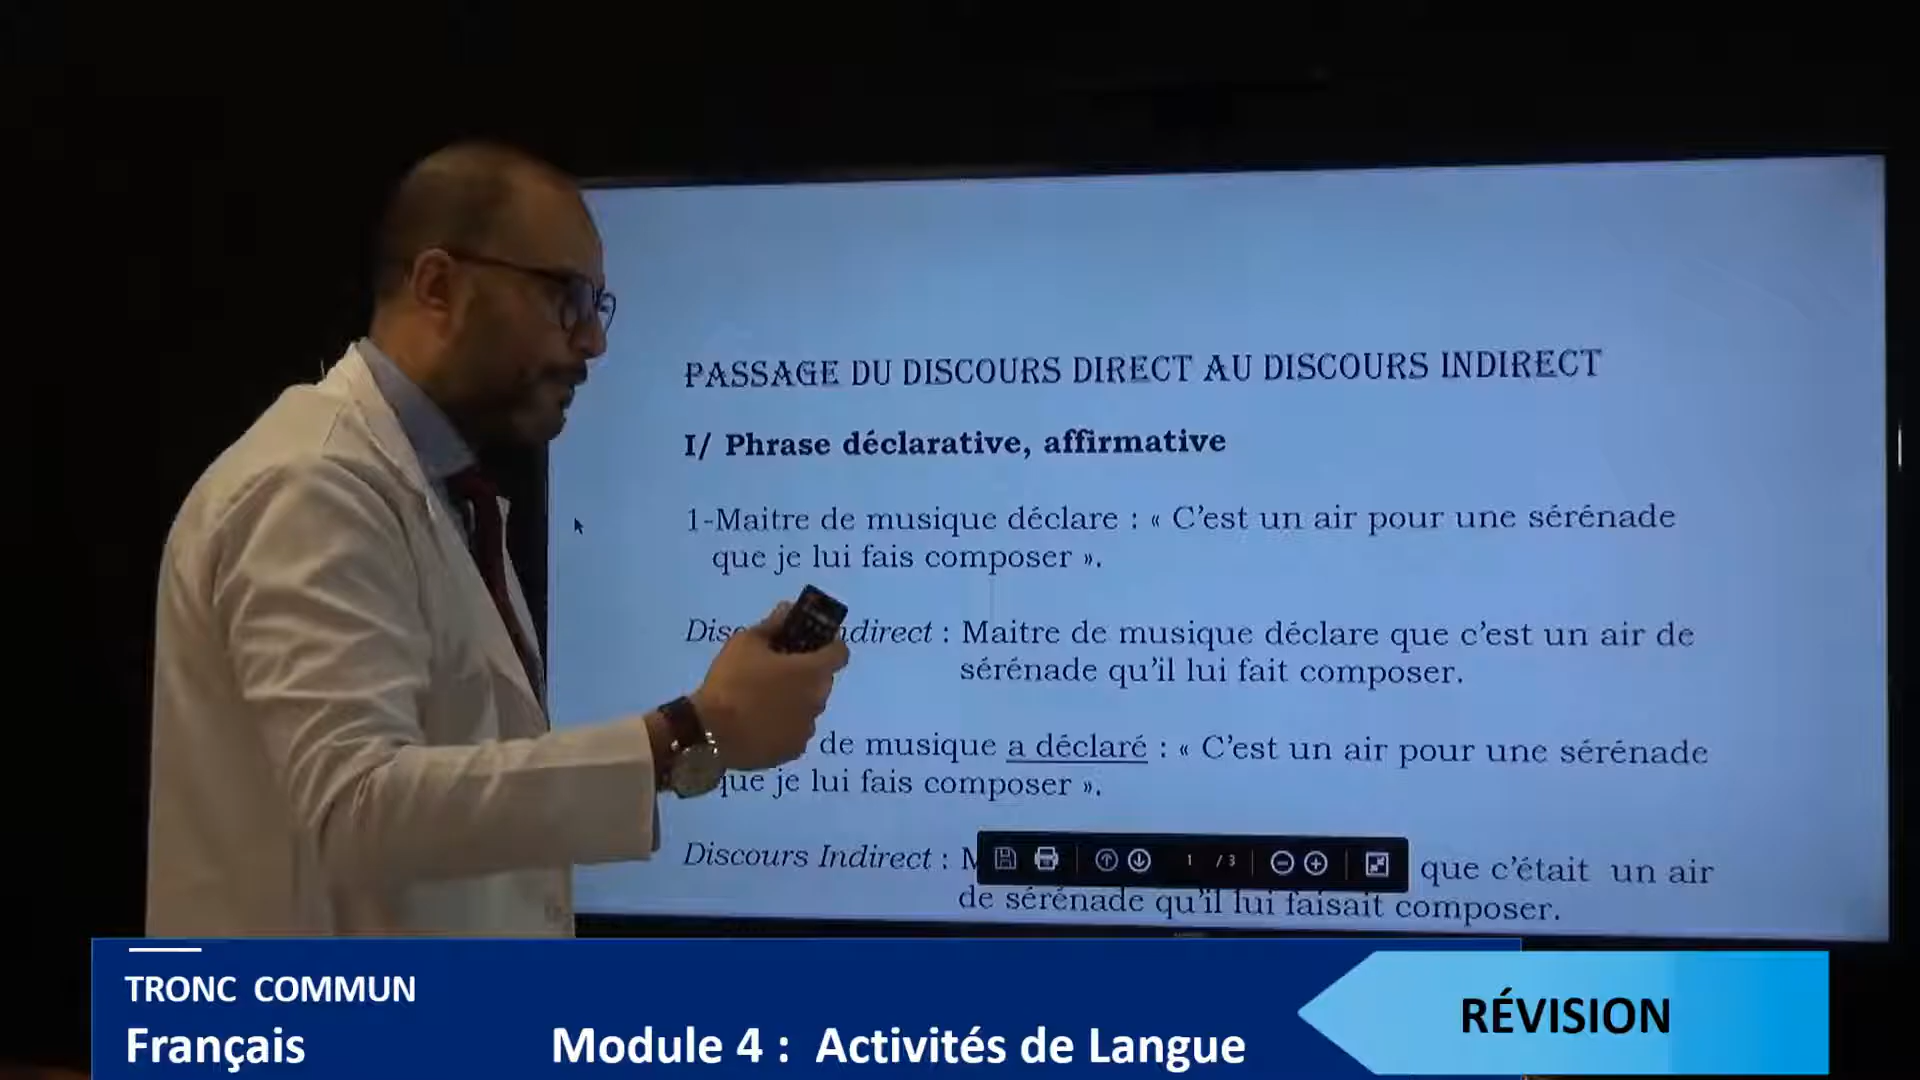 PASSAGE DU DISCOURS DIRECT AU DISCOURS INDIRECT
I/ Phrase déclarative, affirmative
1-Maitre de musique déclare : « C'est un air pour une sérénade
que je lui fais composer ».
: Maitre de musique déclare que c'est un air de
sérénade qu'il lui fait composer.
de musique a déclaré : « C'est un air pour une sérénade
que je lui fais composer ».
Discours Indirect : que c'était un air
de sérénade qu'il lui faisait composer.
1 / 3
TRONC COMMUN
Français
Module 4 : Activités de Langue
RÉVISION